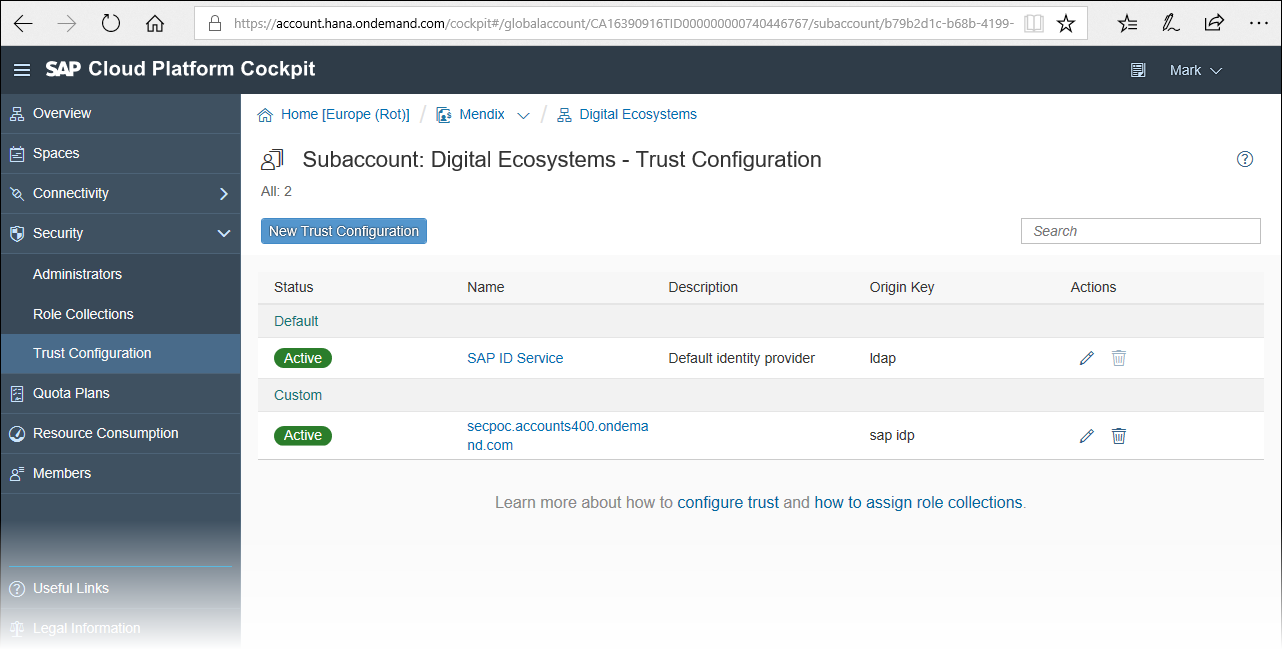 https://account.hana.ondemand.com/cockpit#/globalaccount/CA16390916TID000000000740446767/subaccount/b79b2d1c-b68b-4199-
SAP Cloud Platform Cockpit
Mark
Overview
Spaces
Connectivity
Security
Administrators
Role Collections
Trust Configuration
Quota Plans
Resource Consumption
Members
Useful Links
Legal Information
Home [Europe (Rot)] / Mendix / Digital Ecosystems
Subaccount: Digital Ecosystems - Trust Configuration
All: 2
New Trust Configuration
Search
Status Name Description Origin Key Actions
Default
Active SAP ID Service Default identity provider ldap
Custom
Active secpoc.accounts400.ondema sap idp
nd.com
Learn more about how to configure trust and how to assign role collections.